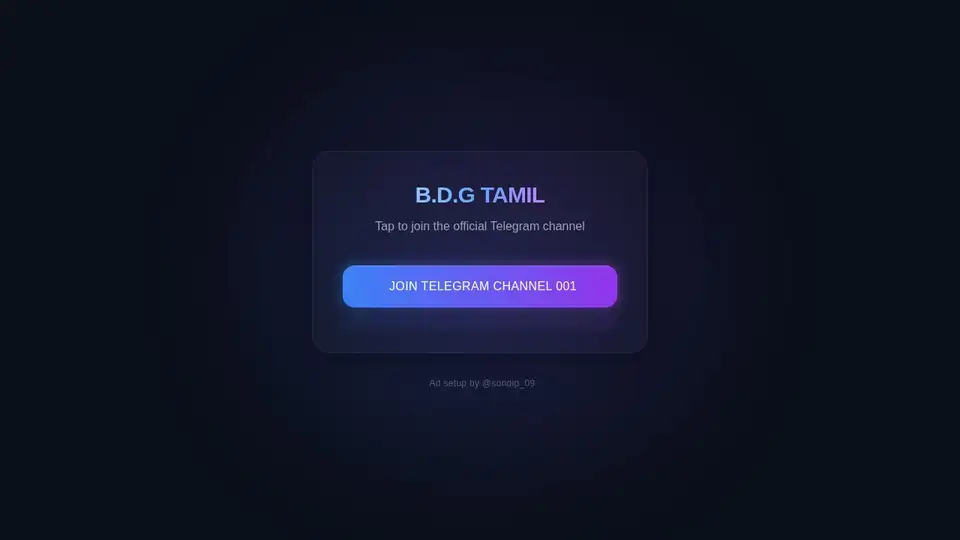 B.D.G TAMIL
Tap to join the official Telegram channel
JOIN TELEGRAM CHANNEL 001
Ad setup by @sondip_09